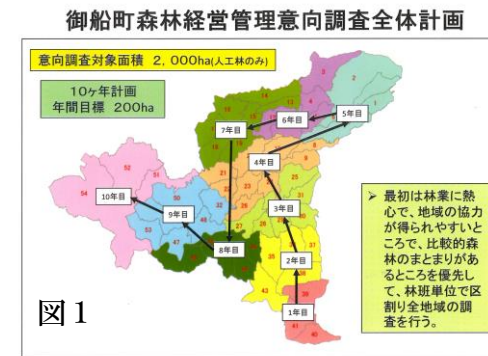 御船町森林経営管理意向調査全体計画
意向調査対象面積 2,000ha(人工林のみ)
10ヶ年計画
年間目標 200ha
7年目
6年目
5年目
4年目
10年目
9年目
3年目
8年目
2年目
1年目
➢ 最初は林業に熱
心で、地域の協力
が得られやすいと
ころで、比較的森
林のまとまりがあ
るところを優先し
て、林班単位で区
割り全地域の調
査を行う。
図1